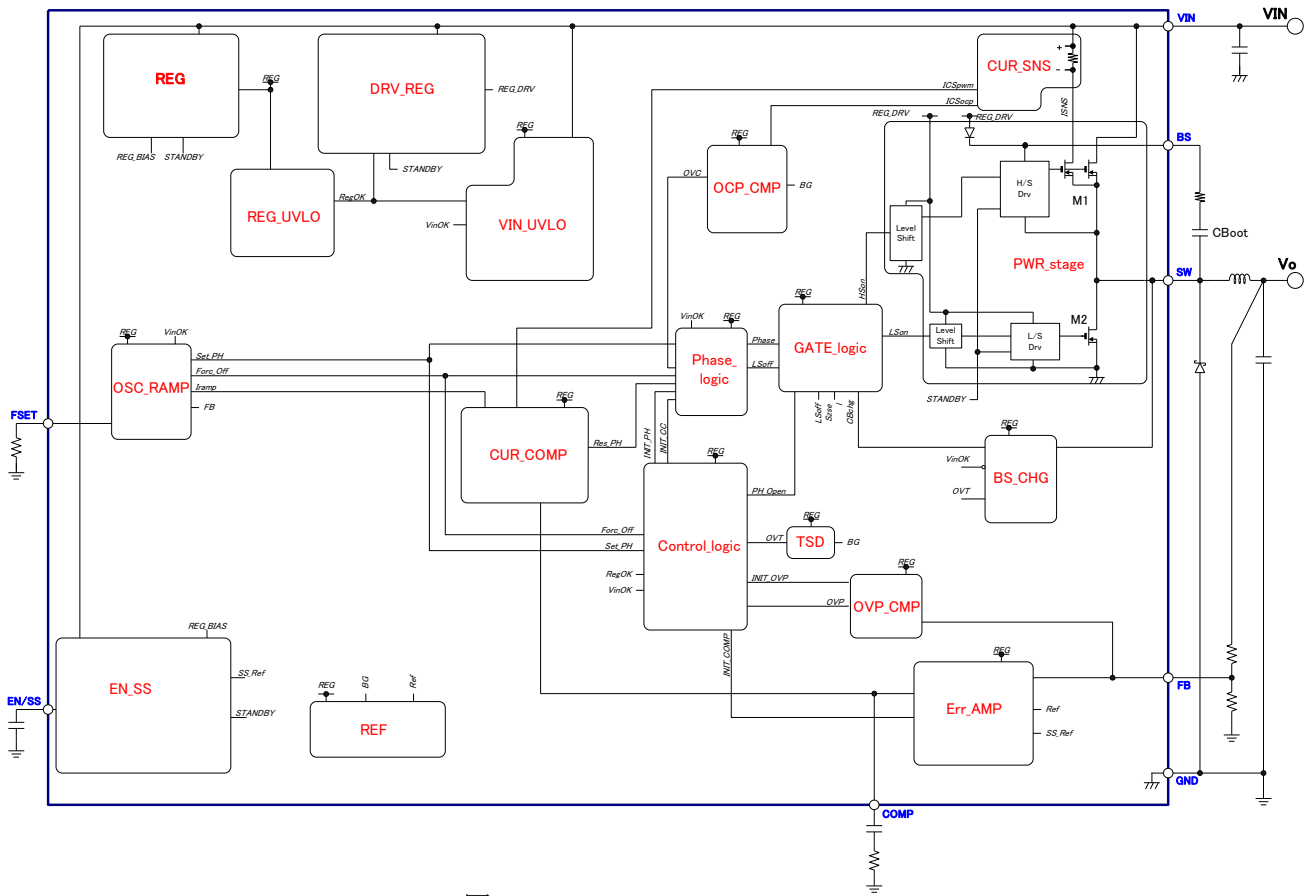 VIN
VIN
REG
DRV_REG
CUR_SNS
+
-
REG
REG_DRV
ICSpwm
ICSocp
ISNS
REG_BIAS
STANDBY
REG_UVLO
RegOK
STANDBY
REG
VinOK
VIN_UVLO
REG
OVC
OCP_CMP
BG
REG_DRV
REG_DRV
BS
H/S
Drv
M1
Level
Shift
CBoot
PWR_stage
SW
Vo
HSon
REG
VinOK
OSC_RAMP
Set_PH
Forc_Off
Iramp
FB
FSET
VinOK
REG
Phase_
logic
Phase
LSoff
REG
GATE_logic
LSon
Level
Shift
L/S
Drv
M2
STANDBY
LSoff
Szse
I
CBchg
REG
CUR_COMP
Res_PH
INIT_PH
INIT_CC
REG
Control_logic
PH_Open
Forc_Off
Set_PH
RegOK
VinOK
OVT
REG
TSD
BG
REG
VinOK
OVT
BS_CHG
INIT_OVP
OVP
REG
OVP_CMP
INIT_COMP
REG_BIAS
EN_SS
SS_Ref
STANDBY
EN/SS
REG
BG
Ref
REF
REG
Err_AMP
Ref
SS_Ref
FB
GND
COMP